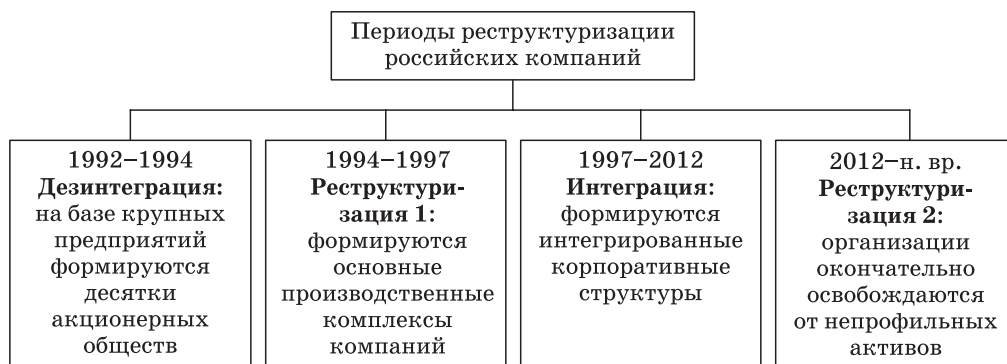 Периоды реструктуризации
российских компаний
1992–1994
Дезинтеграция:
на базе крупных
предприятий
формируются
десятки
акционерных
обществ
1994–1997
Реструктури-
зация 1:
формируются
основные
производственные
комплексы
компаний
1997–2012
Интеграция:
формируются
интегрированные
корпоративные
структуры
2012–н. вр.
Реструктури-
зация 2:
организации
окончательно
освобождаются
от непрофильных
активов